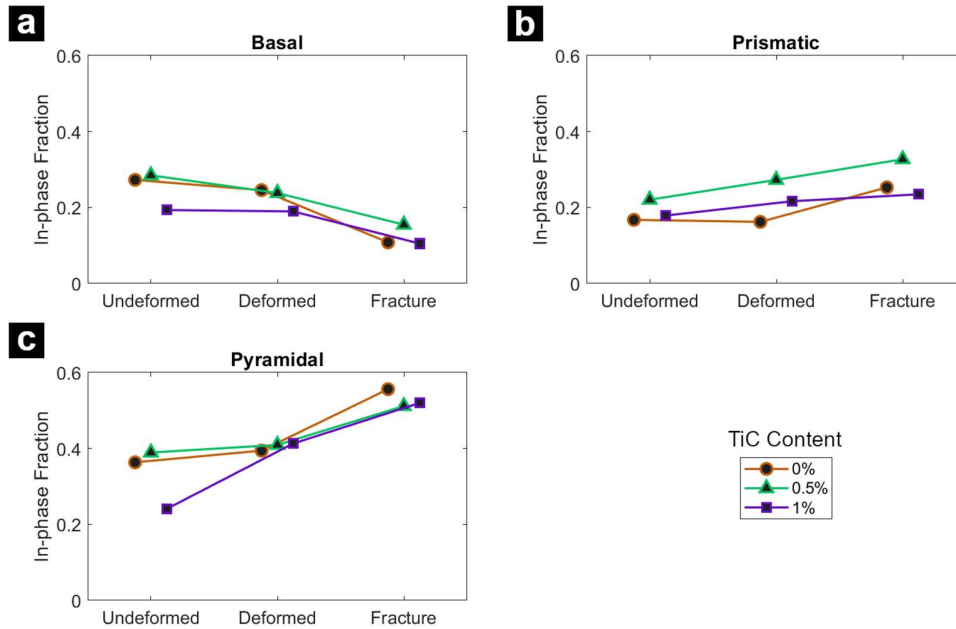 a
Basal
0.6
0.4
0.2
0
In-phase Fraction
Undeformed
Deformed
Fracture
b
Prismatic
0.6
0.4
0.2
0
In-phase Fraction
Undeformed
Deformed
Fracture
c
Pyramidal
0.6
0.4
0.2
0
In-phase Fraction
Undeformed
Deformed
Fracture
TiC Content
0%
0.5%
1%